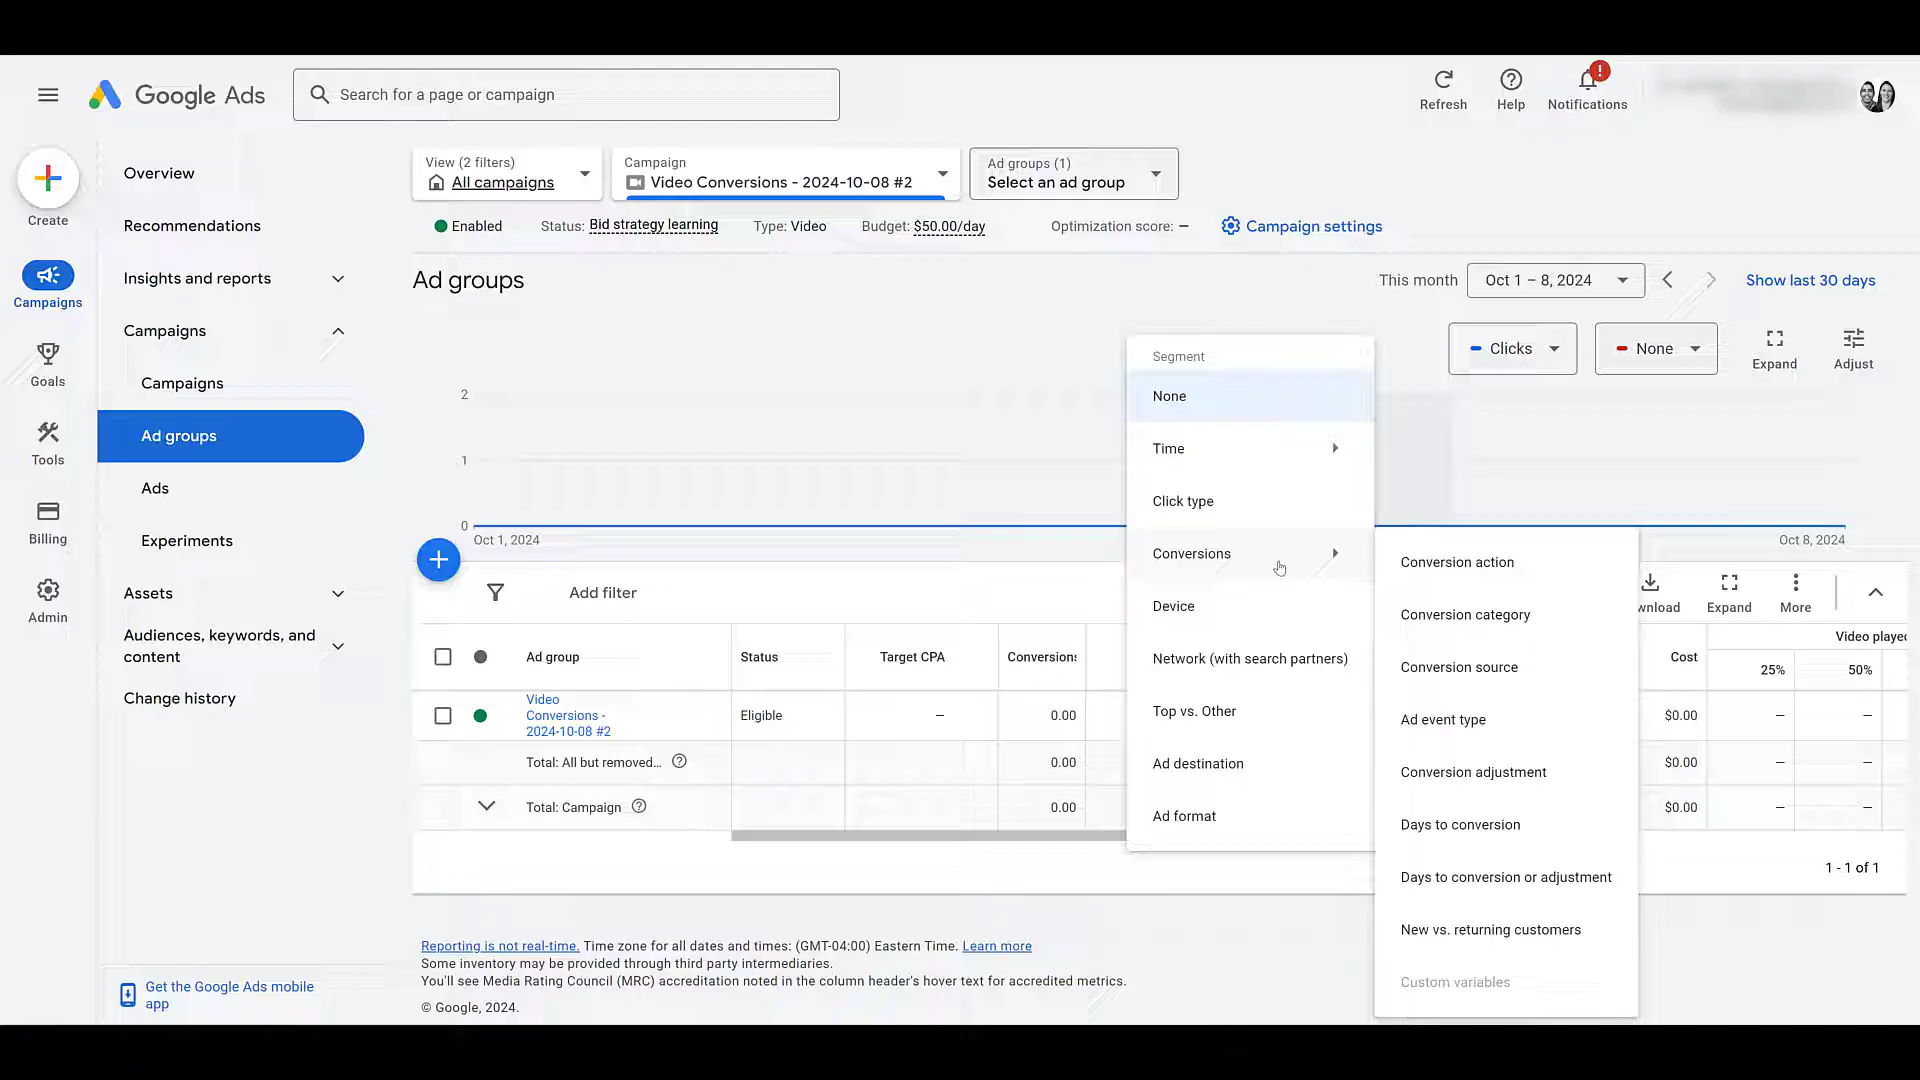 Google Ads
Search for a page or campaign
Refresh
Help
!
Notifications
Create
Campaigns
Goals
Tools
Billing
Admin
Overview
Recommendations
Insights and reports
Campaigns
Campaigns
Ad groups
Ads
Experiments
Assets
Audiences, keywords, and
content
Change history
Get the Google Ads mobile
app
View (2 filters)
All campaigns
Campaign
Video Conversions - 2024-10-08 #2
Ad groups (1)
Select an ad group
Enabled
Status: Bid strategy learning
Type: Video
Budget: $50.00/day
Optimization score: –
Campaign settings
Ad groups
This month
Oct 1 – 8, 2024
Show last 30 days
Clicks
None
Expand
Adjust
2
1
0
Oct 1, 2024
Oct 8, 2024
Segment
None
Time
Click type
Conversions
Device
Network (with search partners)
Top vs. Other
Ad destination
Ad format
Conversion action
Conversion category
Conversion source
Ad event type
Conversion adjustment
Days to conversion
Days to conversion or adjustment
New vs. returning customers
Custom variables
Add filter
wnload
Expand
More
Ad group
Status
Target CPA
Conversions
Cost
Video played
25%
50%
Video
Conversions -
2024-10-08 #2
Eligible
–
0.00
$0.00
–
–
Total: All but removed...
0.00
$0.00
–
–
Total: Campaign
0.00
$0.00
–
–
1 - 1 of 1
Reporting is not real-time. Time zone for all dates and times: (GMT-04:00) Eastern Time. Learn more
Some inventory may be provided through third party intermediaries.
You'll see Media Rating Council (MRC) accreditation noted in the column header's hover text for accredited metrics.
© Google, 2024.